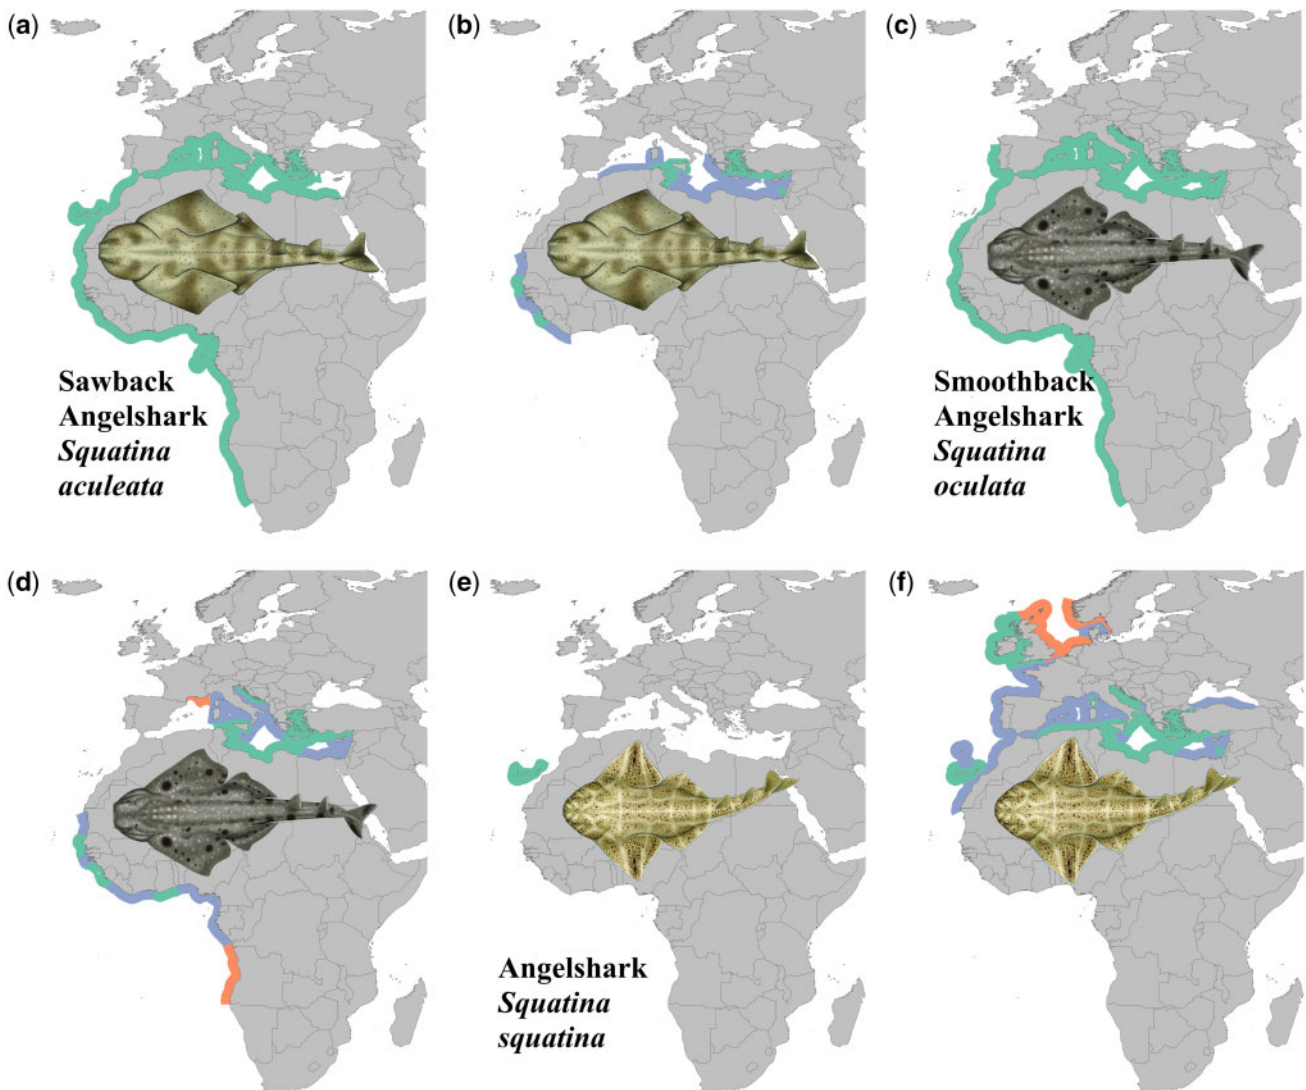 (a)
(b)
(c)
Sawback
Angelshark
Squatina
aculeata
Smoothback
Angelshark
Squatina
oculata
(d)
(e)
(f)
Angelshark
Squatina
squatina